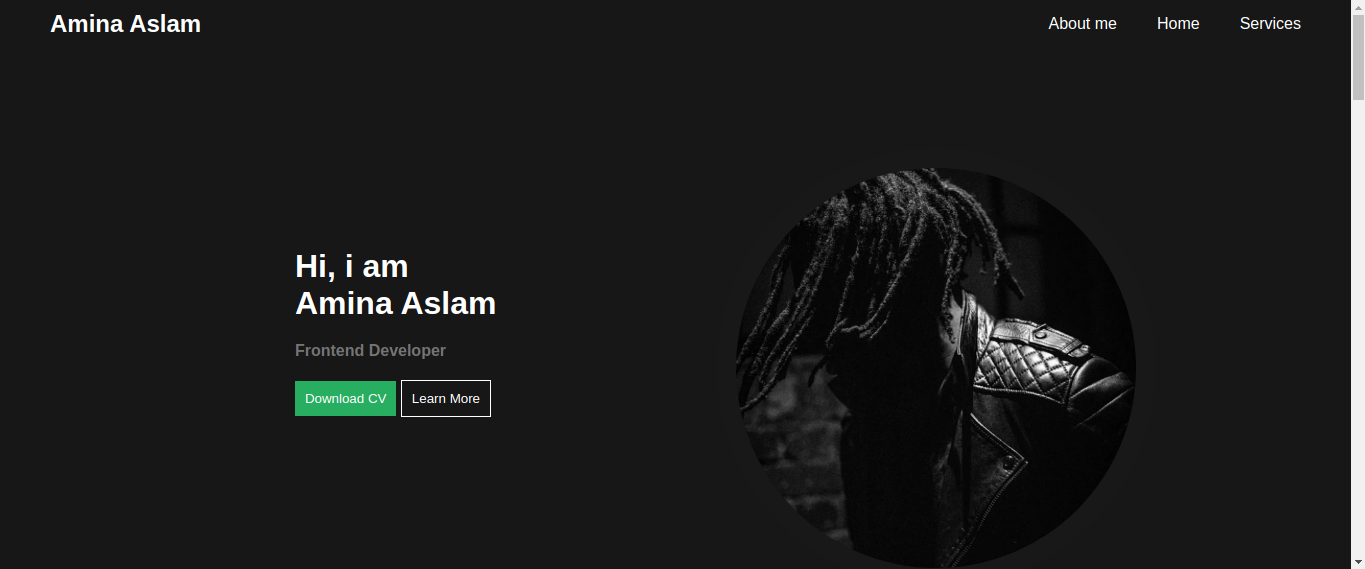 Amina Aslam
About me
Home
Services
Hi, i am
Amina Aslam
Frontend Developer
Download CV
Learn More